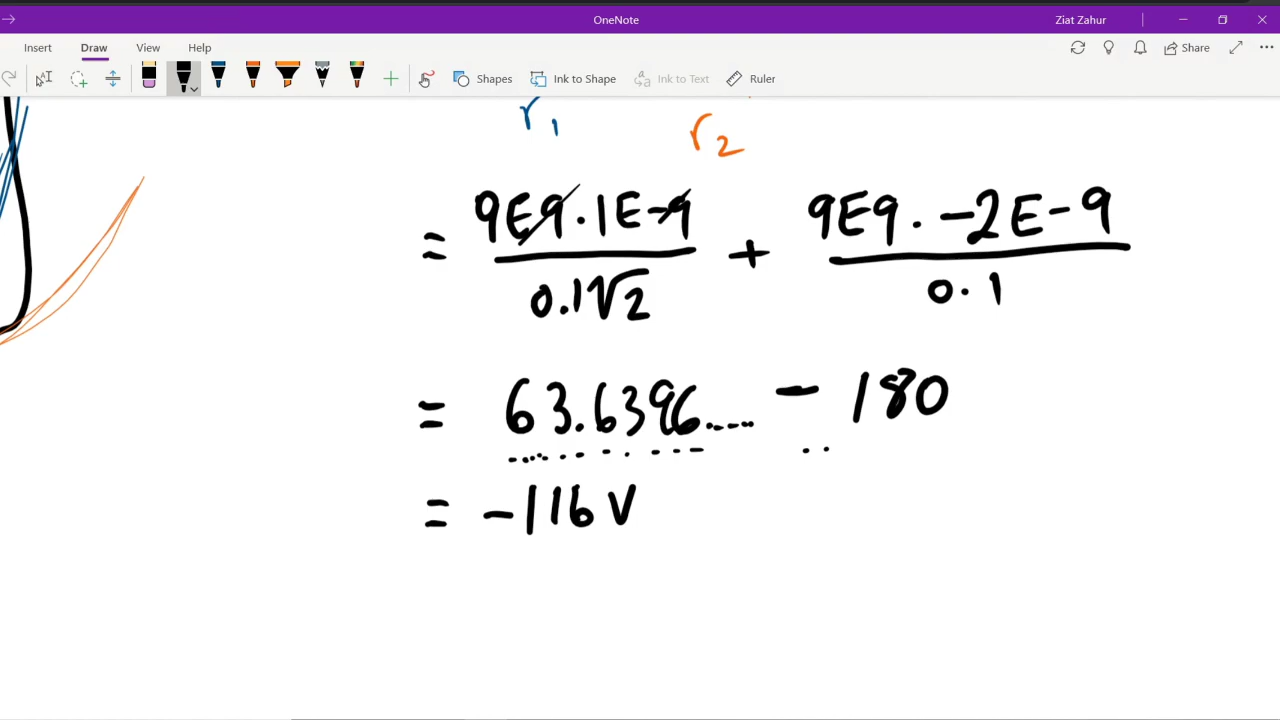 OneNote
Ziat Zahur
Insert Draw View Help
Share
Shapes Ink to Shape Ink to Text Ruler
r1
r2
= 9E9 · 1E-9 / 0.1√2 + 9E9 · -2E-9 / 0.1
= 63.6396..... - 180
= -116 V